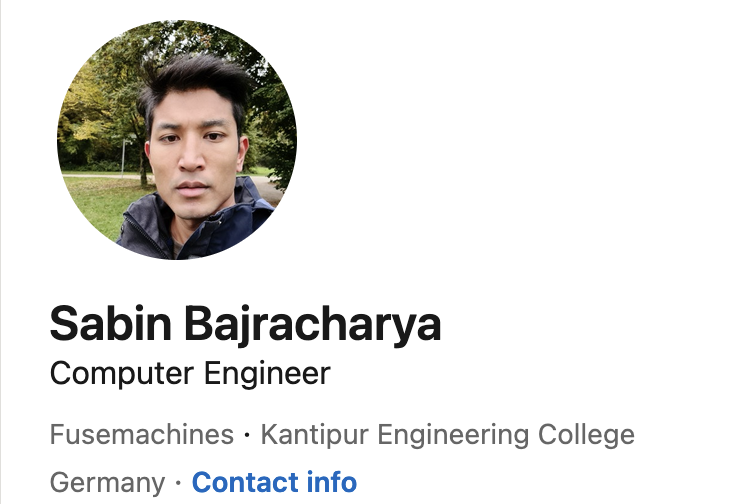 Sabin Bajracharya
Computer Engineer
Fusemachines · Kantipur Engineering College
Germany · Contact info